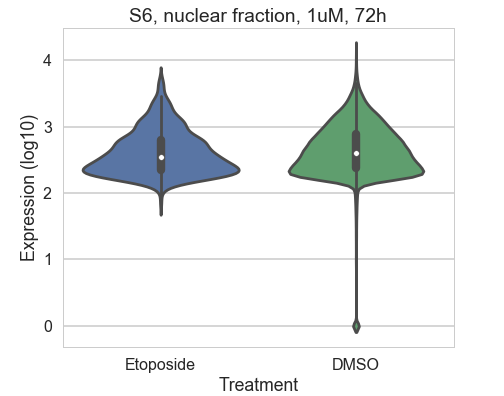 S6, nuclear fraction, 1uM, 72h
Expression (log10)
4
3
2
1
0
Etoposide
DMSO
Treatment